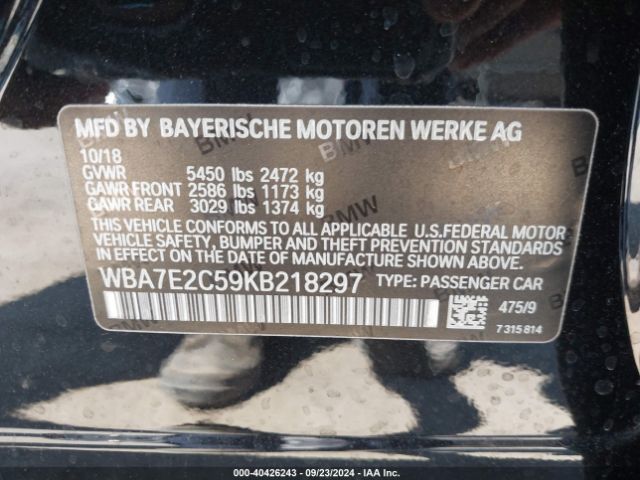 MFD BY BAYERISCHE MOTOREN WERKE AG
10/18
GVWR 5450 lbs 2472 kg
GAWR FRONT 2586 lbs 1173 kg
GAWR REAR 3029 lbs 1374 kg
THIS VEHICLE CONFORMS TO ALL APPLICABLE U.S.FEDERAL MOTOR
VEHICLE SAFETY, BUMPER AND THEFT PREVENTION STANDARDS
IN EFFECT ON THE DATE OF MANUFACTURE SHOWN ABOVE.
WBA7E2C59KB218297 TYPE: PASSENGER CAR
475/9
7 315 814
000-40426243 - 09/23/2024 - IAA Inc.